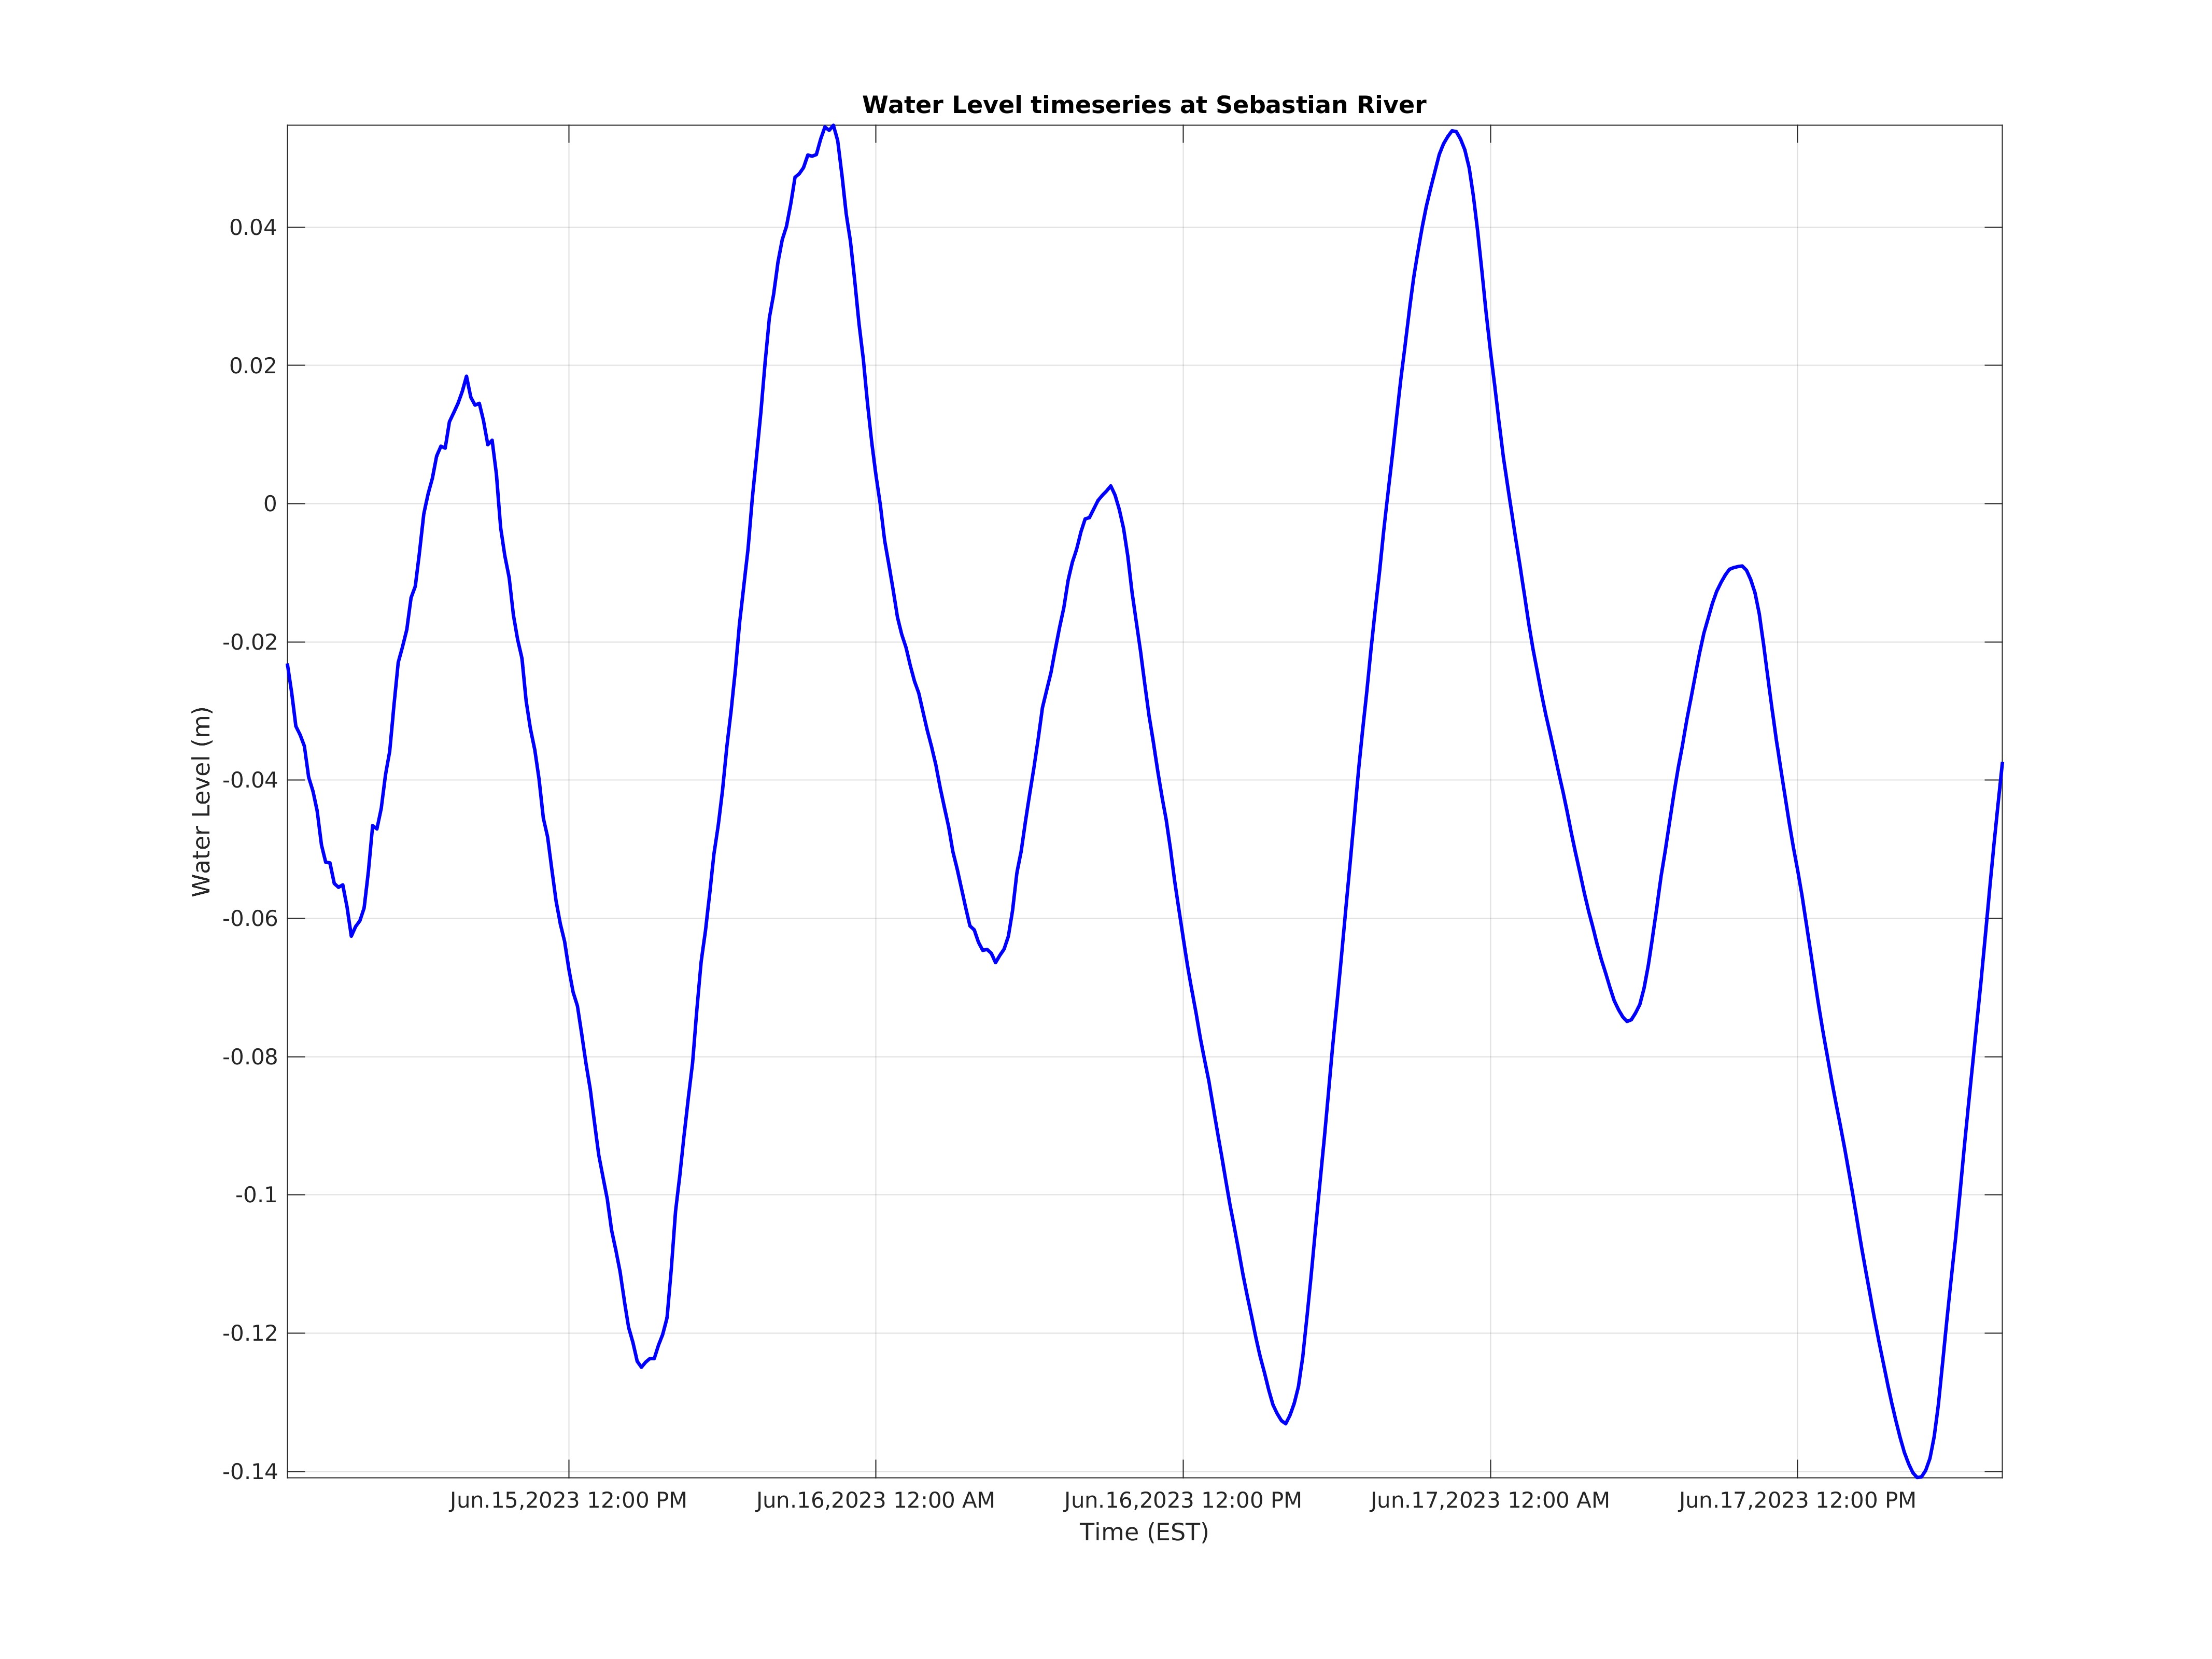 Water Level timeseries at Sebastian River
0.04
0.02
0
-0.02
-0.04
-0.06
-0.08
-0.1
-0.12
-0.14
Water Level (m)
Jun.15,2023 12:00 PM Jun.16,2023 12:00 AM Jun.16,2023 12:00 PM Jun.17,2023 12:00 AM Jun.17,2023 12:00 PM
Time (EST)